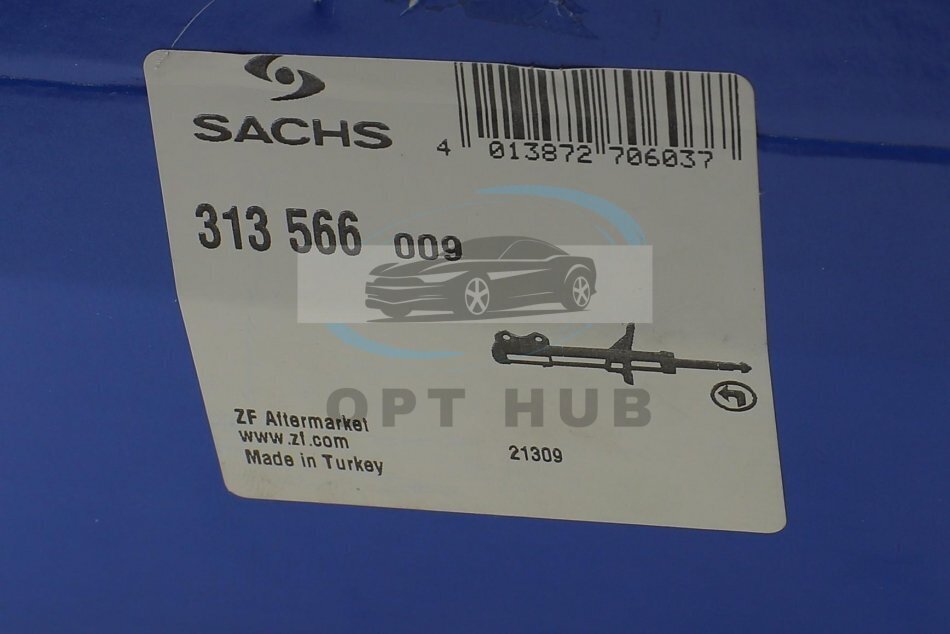 SACHS
4 013872 706037
313 566 009
OPT HUB
ZF Aftermarket
www.zf.com
Made in Turkey
21309